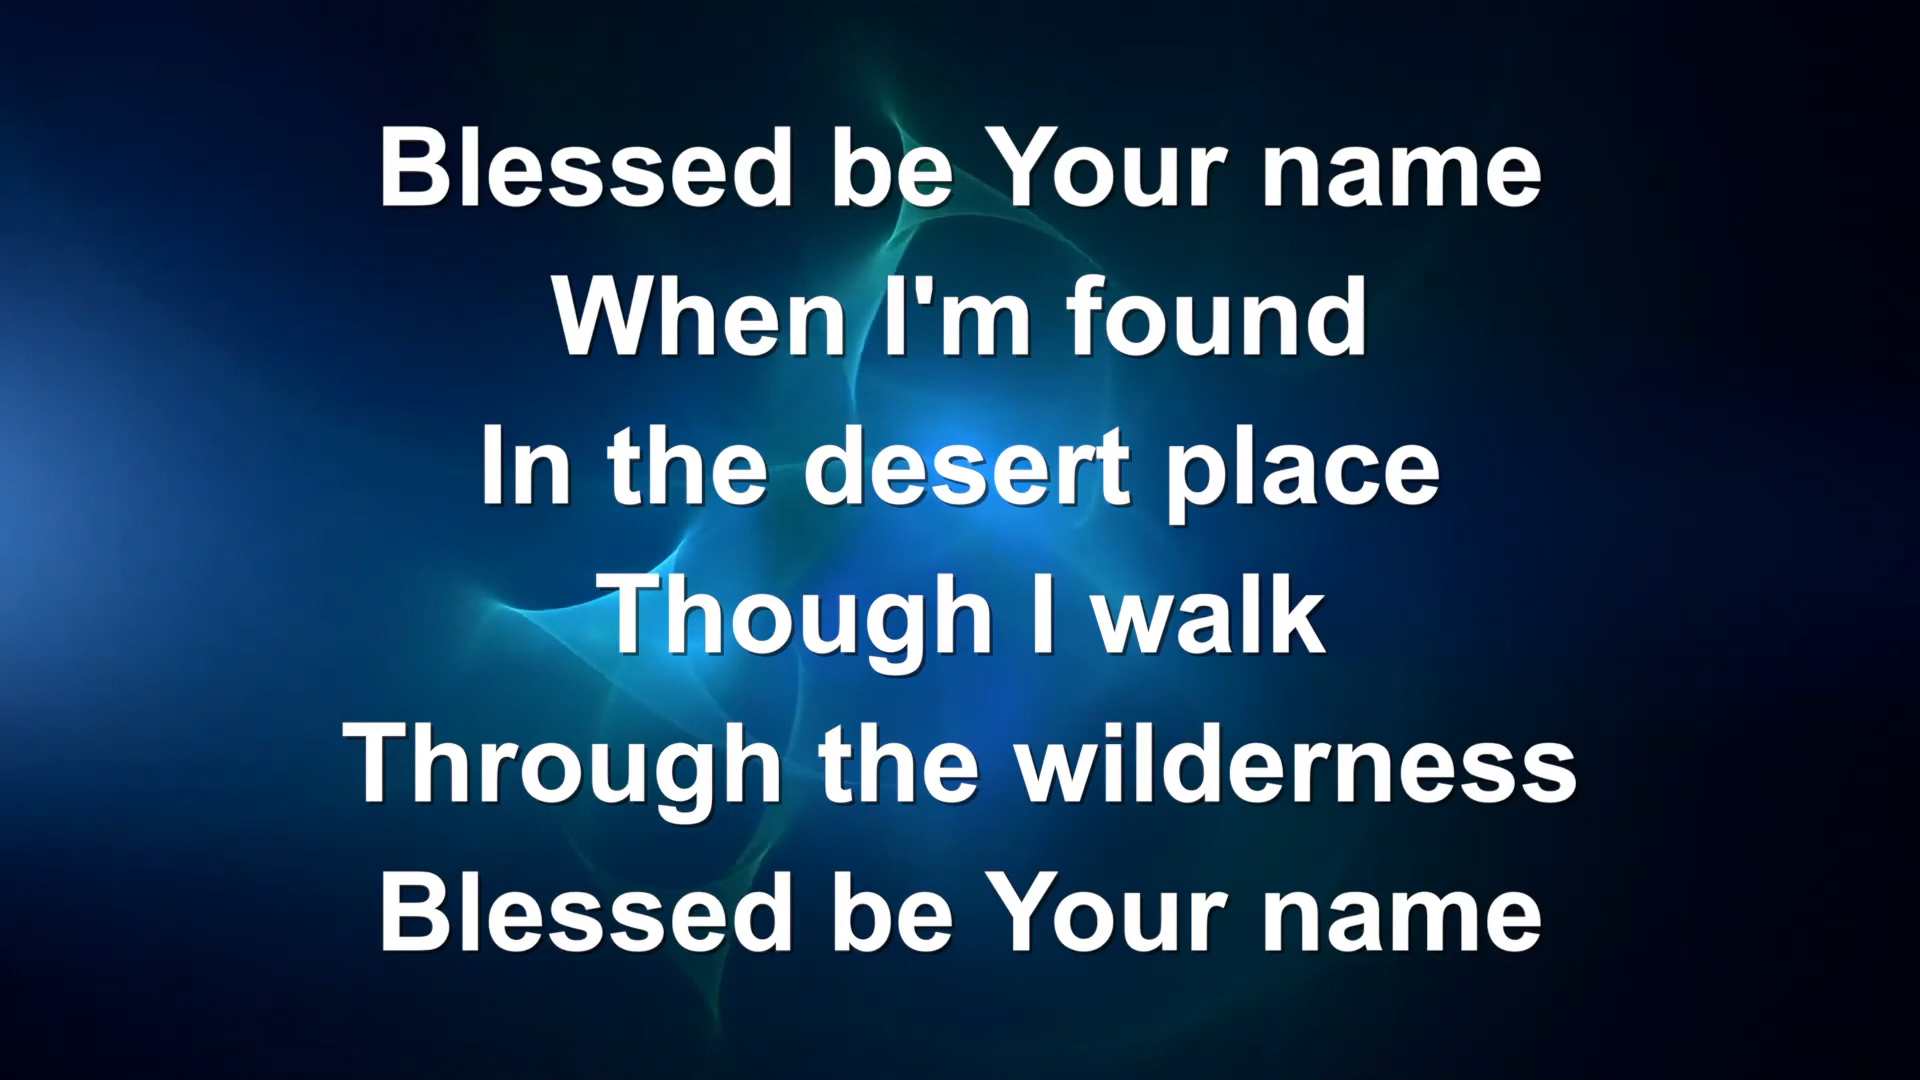 Blessed be Your name
When I'm found
In the desert place
Though I walk
Through the wilderness
Blessed be Your name